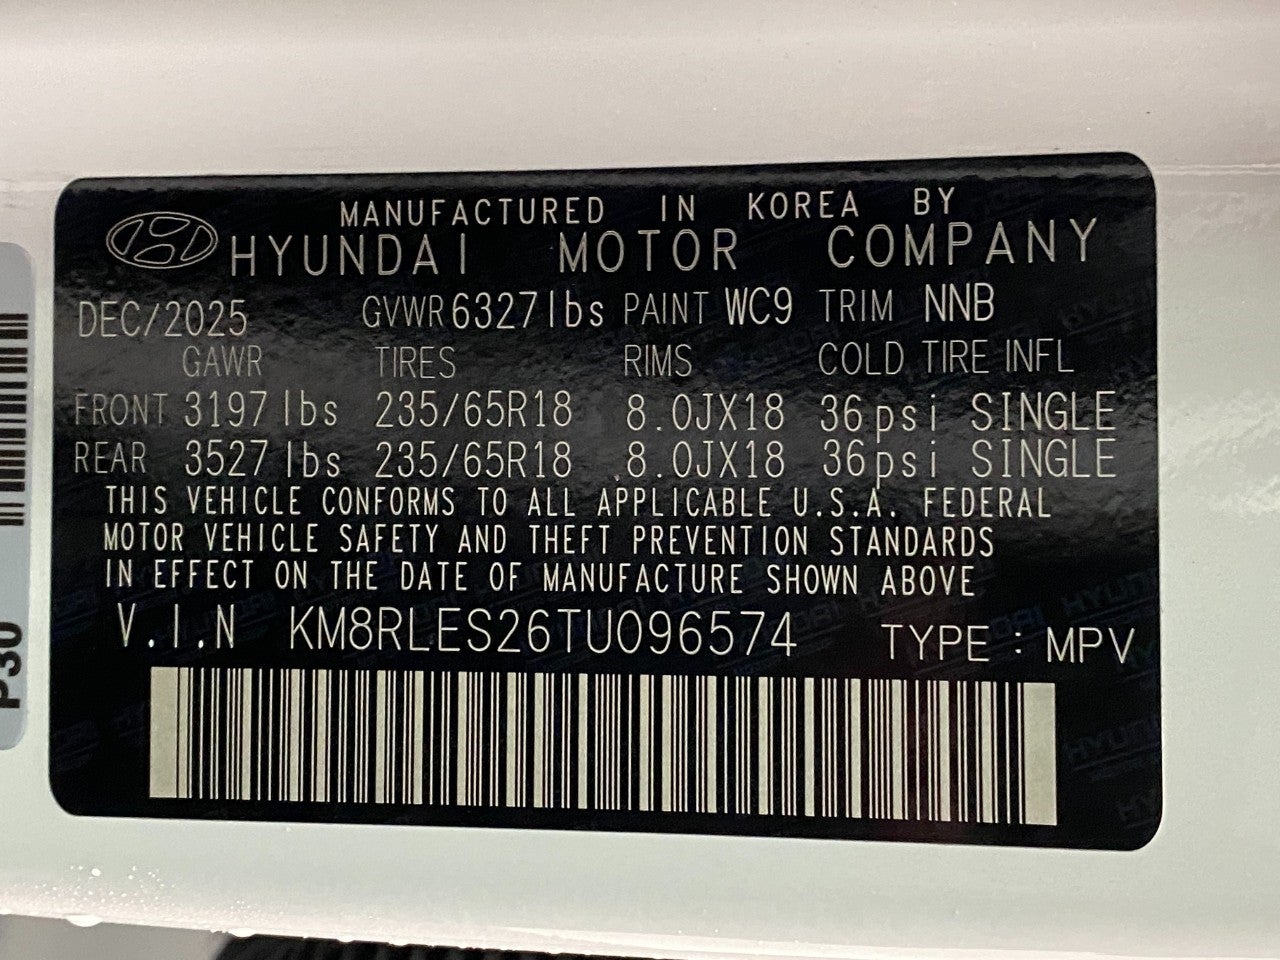 MANUFACTURED IN KOREA BY
HYUNDAI MOTOR COMPANY
DEC/2025 GVWR 6327lbs PAINT WC9 TRIM NNB
GAWR TIRES RIMS COLD TIRE INFL
FRONT 3197lbs 235/65R18 8.0JX18 36psi SINGLE
REAR 3527lbs 235/65R18 8.0JX18 36psi SINGLE
THIS VEHICLE CONFORMS TO ALL APPLICABLE U.S.A. FEDERAL
MOTOR VEHICLE SAFETY AND THEFT PREVENTION STANDARDS
IN EFFECT ON THE DATE OF MANUFACTURE SHOWN ABOVE
V.I.N KM8RLES26TU096574 TYPE : MPV
P30